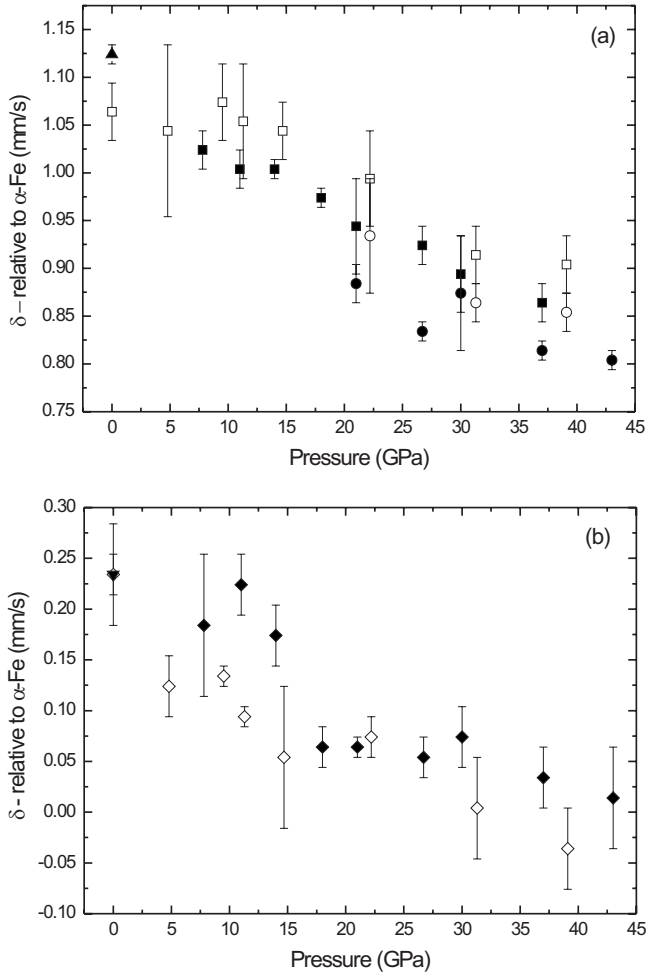 (a)
1.15
1.10
1.05
1.00
0.95
0.90
0.85
0.80
0.75
δ – relative to α-Fe (mm/s)
0 5 10 15 20 25 30 35 40 45
Pressure (GPa)
(b)
0.30
0.25
0.20
0.15
0.10
0.05
0.00
-0.05
-0.10
δ - relative to α-Fe (mm/s)
0 5 10 15 20 25 30 35 40 45
Pressure (GPa)